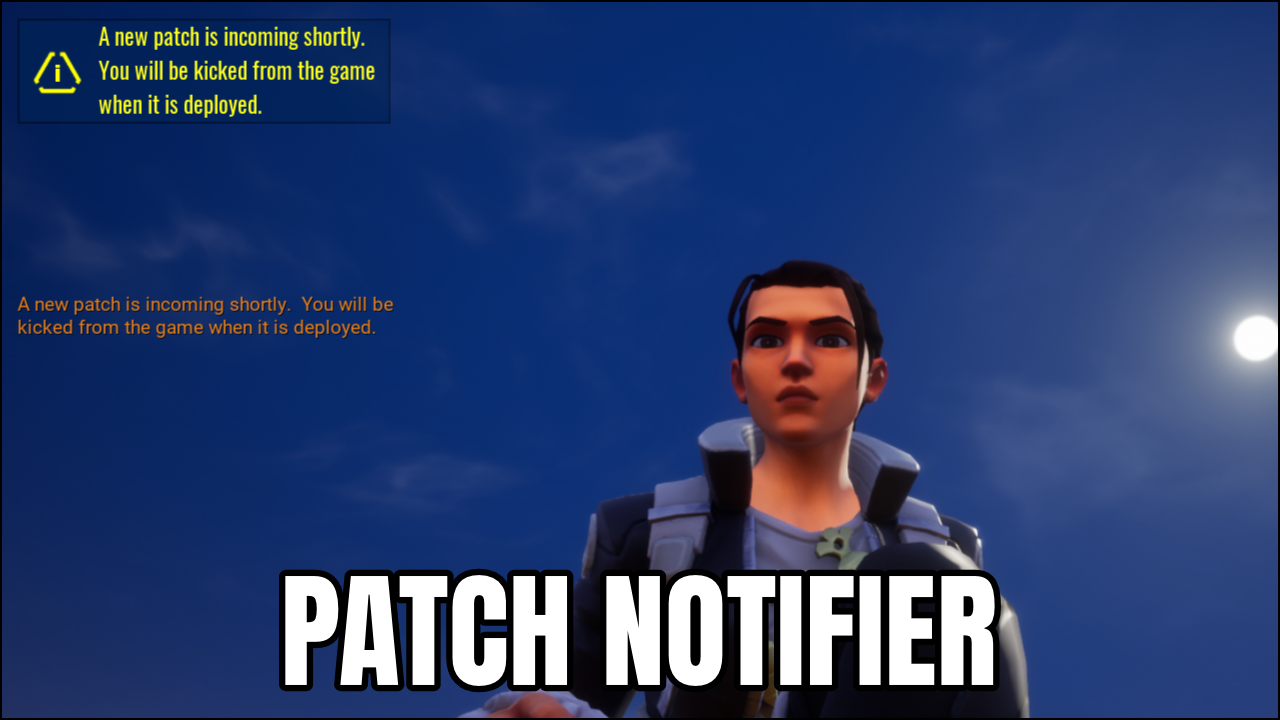 A new patch is incoming shortly.
You will be kicked from the game
when it is deployed.
A new patch is incoming shortly.  You will be
kicked from the game when it is deployed.
PATCH NOTIFIER